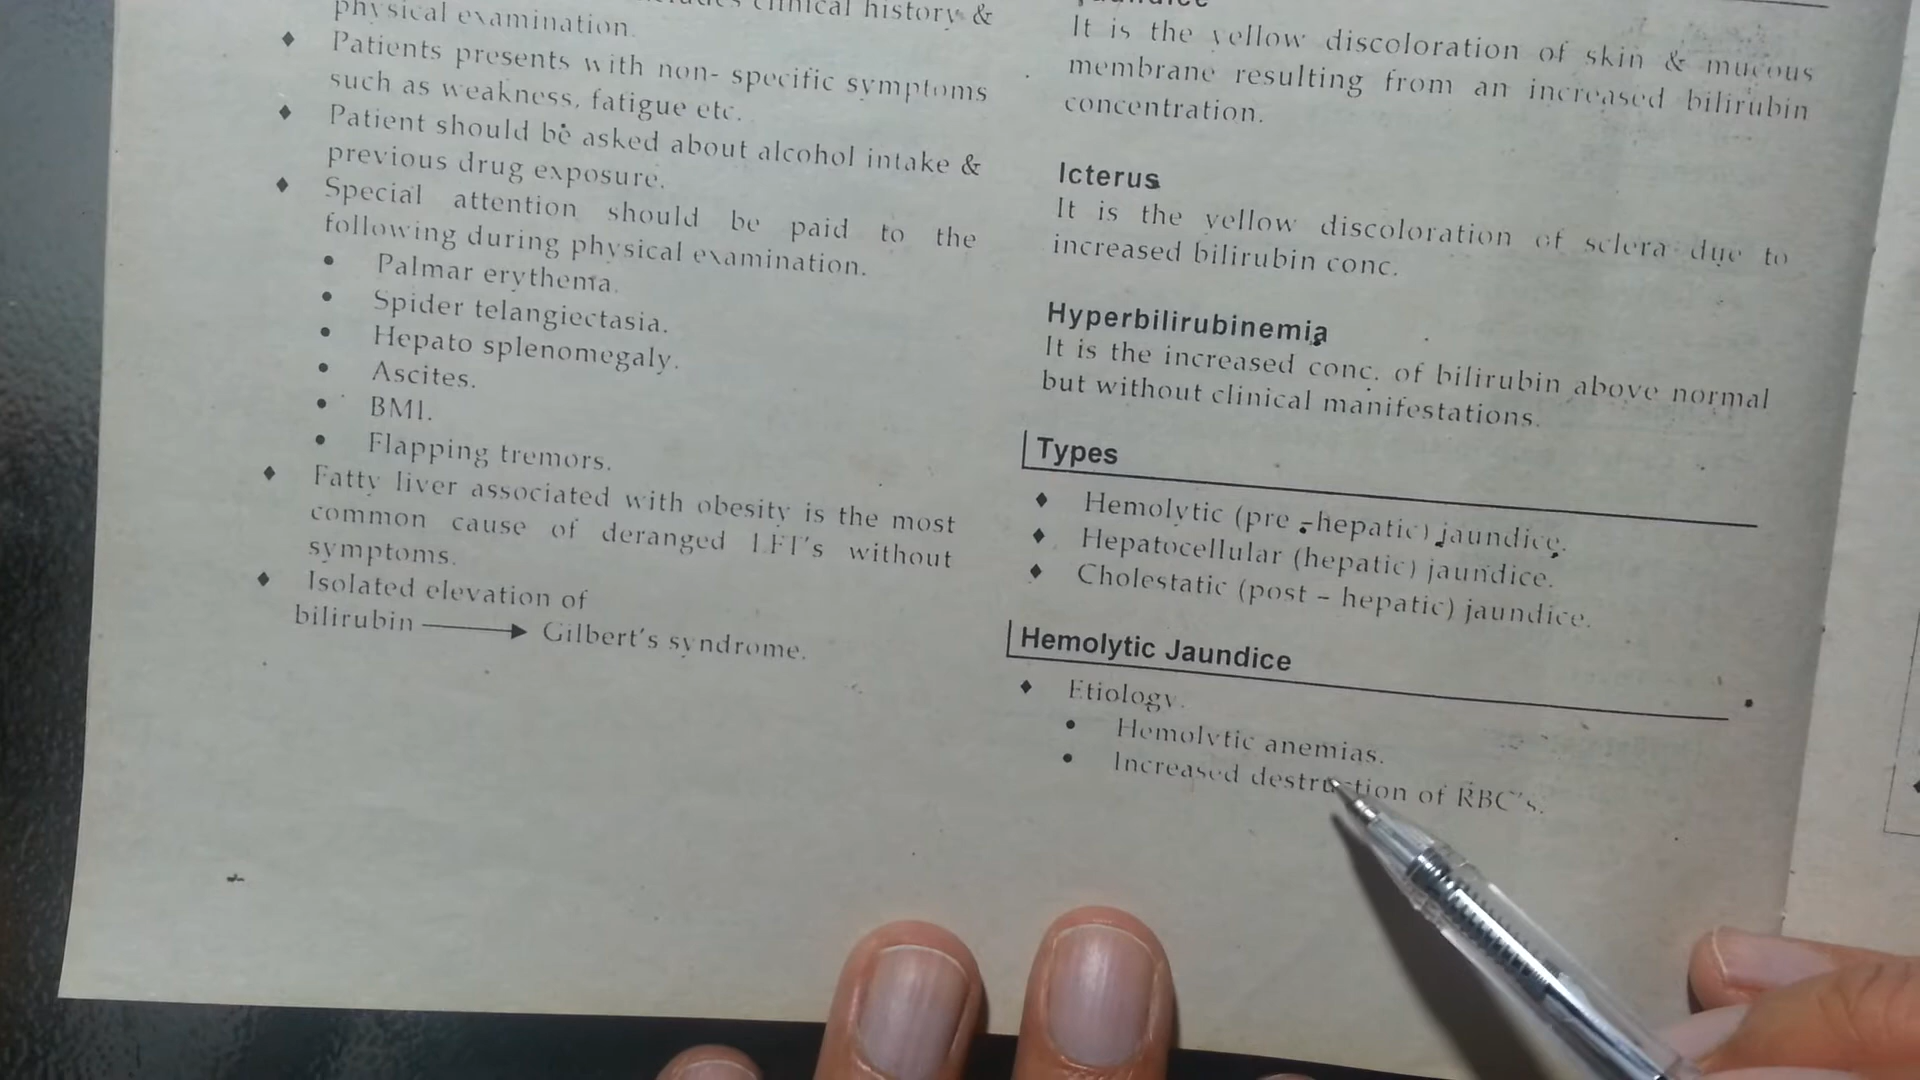 clinical history &
physical examination.
♦ Patients presents with non- specific symptoms
such as weakness, fatigue etc.
♦ Patient should be asked about alcohol intake &
previous drug exposure.
♦ Special attention should be paid to the
following during physical examination.
• Palmar erythema.
• Spider telangiectasia.
• Hepato splenomegaly.
• Ascites.
• BMI.
• Flapping tremors.
♦ Fatty liver associated with obesity is the most
common cause of deranged LFT's without
symptoms.
♦ Isolated elevation of
bilirubin → Gilbert's syndrome.
Jaundice
It is the yellow discoloration of skin & mucous
membrane resulting from an increased bilirubin
concentration.
Icterus
It is the yellow discoloration of sclera due to
increased bilirubin conc.
Hyperbilirubinemia
It is the increased conc. of bilirubin above normal
but without clinical manifestations.
Types
♦ Hemolytic (pre - hepatic) jaundice.
♦ Hepatocellular (hepatic) jaundice.
♦ Cholestatic (post - hepatic) jaundice.
Hemolytic Jaundice
♦ Etiology.
• Hemolytic anemias.
• Increased destruction of RBC's.